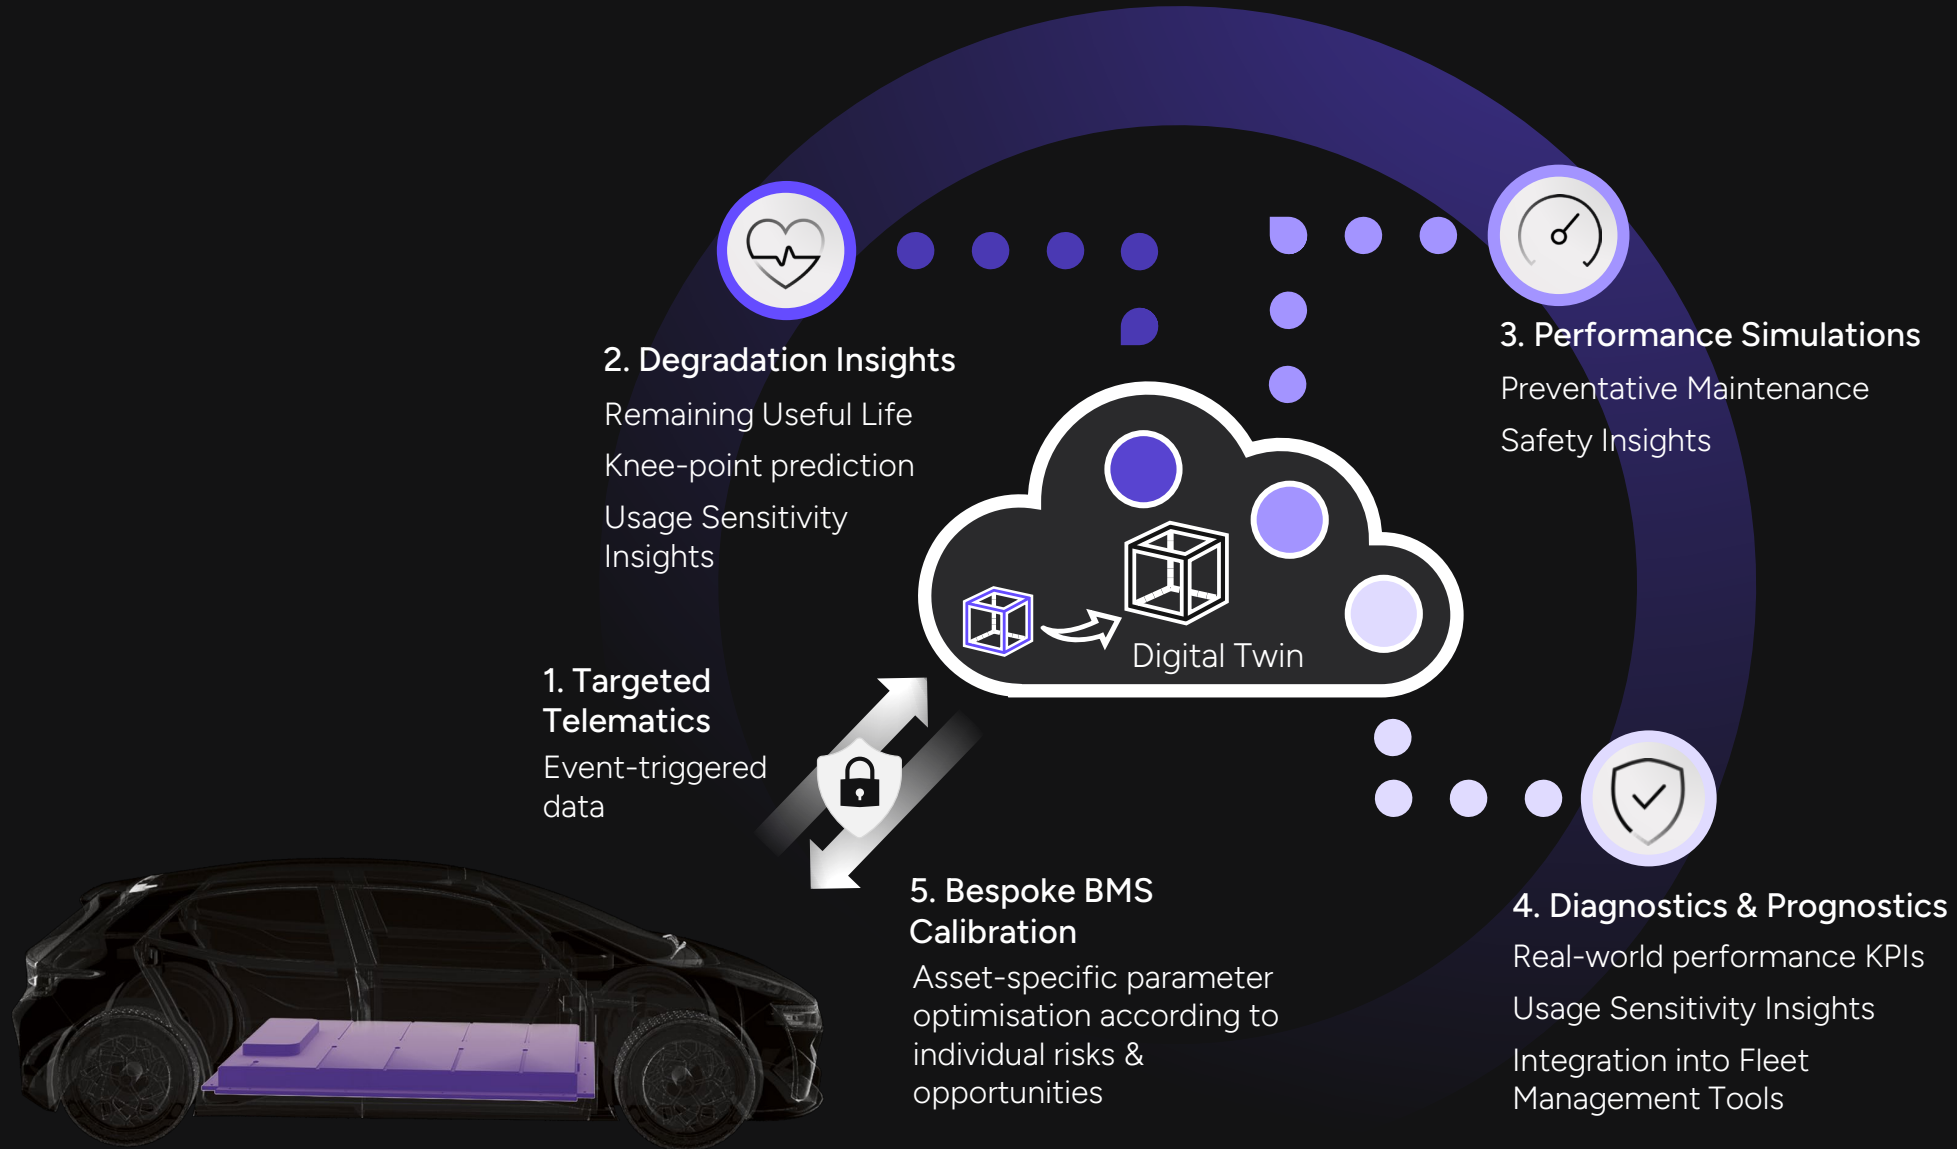 2. Degradation Insights
Remaining Useful Life
Knee-point prediction
Usage Sensitivity
Insights
3. Performance Simulations
Preventative Maintenance
Safety Insights
Digital Twin
1. Targeted
Telematics
Event-triggered
data
5. Bespoke BMS
Calibration
Asset-specific parameter
optimisation according to
individual risks &
opportunities
4. Diagnostics & Prognostics
Real-world performance KPIs
Usage Sensitivity Insights
Integration into Fleet
Management Tools